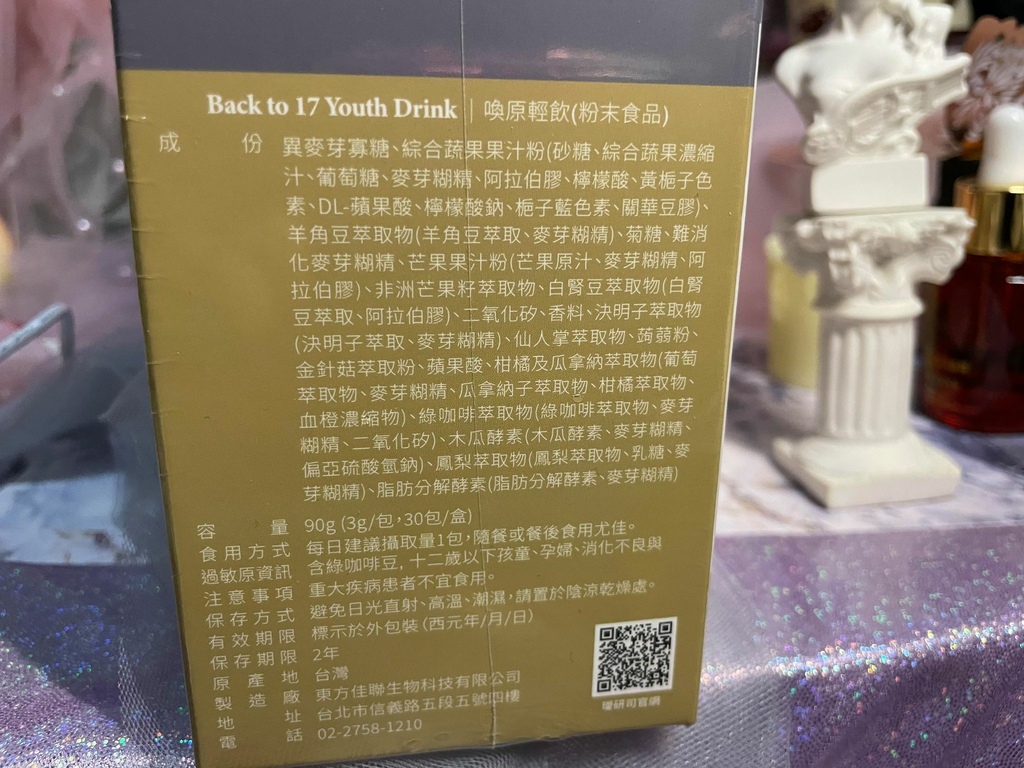 Back to 17 Youth Drink | 喚原輕飲(粉末食品)
成份 異麥芽寡糖、綜合蔬果果汁粉(砂糖、綜合蔬果濃縮
汁、葡萄糖、麥芽糊精、阿拉伯膠、檸檬酸、黃梔子色
素、DL-蘋果酸、檸檬酸鈉、梔子藍色素、關華豆膠)、
羊角豆萃取物(羊角豆萃取、麥芽糊精)、菊糖、難消
化麥芽糊精、芒果果汁粉(芒果原汁、麥芽糊精、阿
拉伯膠)、非洲芒果籽萃取物、白腎豆萃取物(白腎
豆萃取、阿拉伯膠)、二氧化矽、香料、決明子萃取物
(決明子萃取、麥芽糊精)、仙人掌萃取物、蒟蒻粉、
金針菇萃取粉、蘋果酸、柑橘及瓜拿納萃取物(葡萄
萃取物、麥芽糊精、瓜拿納子萃取物、柑橘萃取物、
血橙濃縮物)、綠咖啡萃取物(綠咖啡萃取物、麥芽
糊精、二氧化矽)、木瓜酵素(木瓜酵素、麥芽糊精、
偏亞硫酸氫鈉)、鳳梨萃取物(鳳梨萃取物、乳糖、麥
芽糊精)、脂肪分解酵素(脂肪分解酵素、麥芽糊精)
容量 90g (3g/包,30包/盒)
食用方式 每日建議攝取量1包,隨餐或餐後食用尤佳。
過敏原資訊 含綠咖啡豆, 十二歲以下孩童、孕婦、消化不良與
注意事項 重大疾病患者不宜食用。
保存方式 避免日光直射、高溫、潮濕,請置於陰涼乾燥處。
有效期限 標示於外包裝(西元年/月/日)
保存期限 2年
原產地 台灣
製造廠 東方佳聯生物科技有限公司
地址 台北市信義路五段五號四樓
電話 02-2758-1210